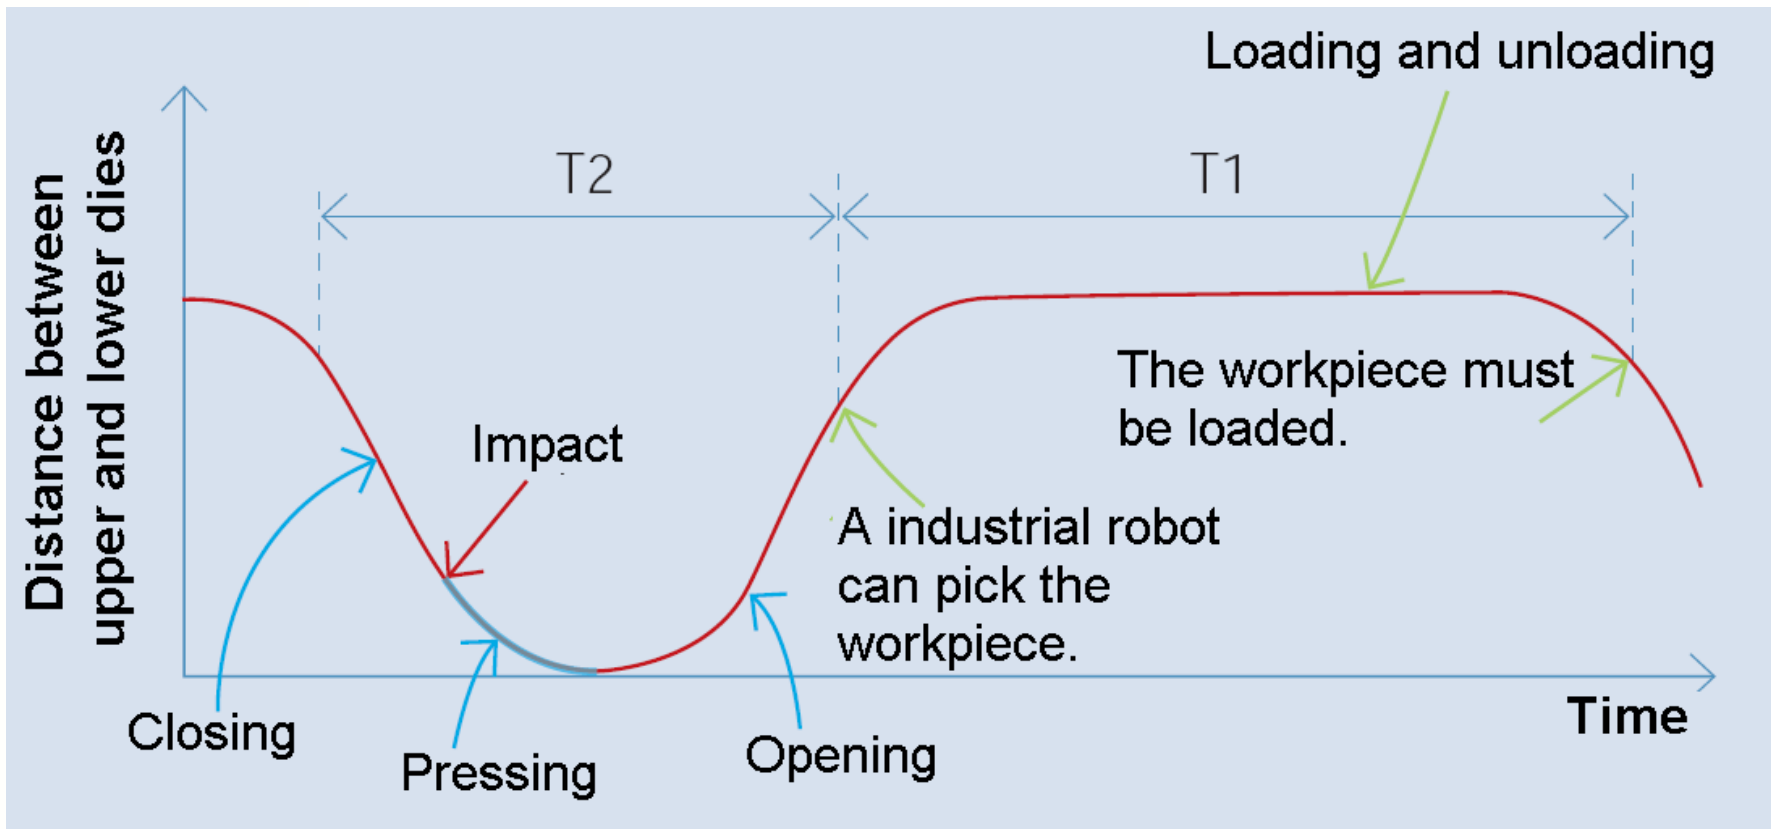 Loading and unloading
Distance between
upper and lower dies
T2
T1
The workpiece must
be loaded.
Impact
A industrial robot
can pick the
workpiece.
Time
Closing
Pressing
Opening